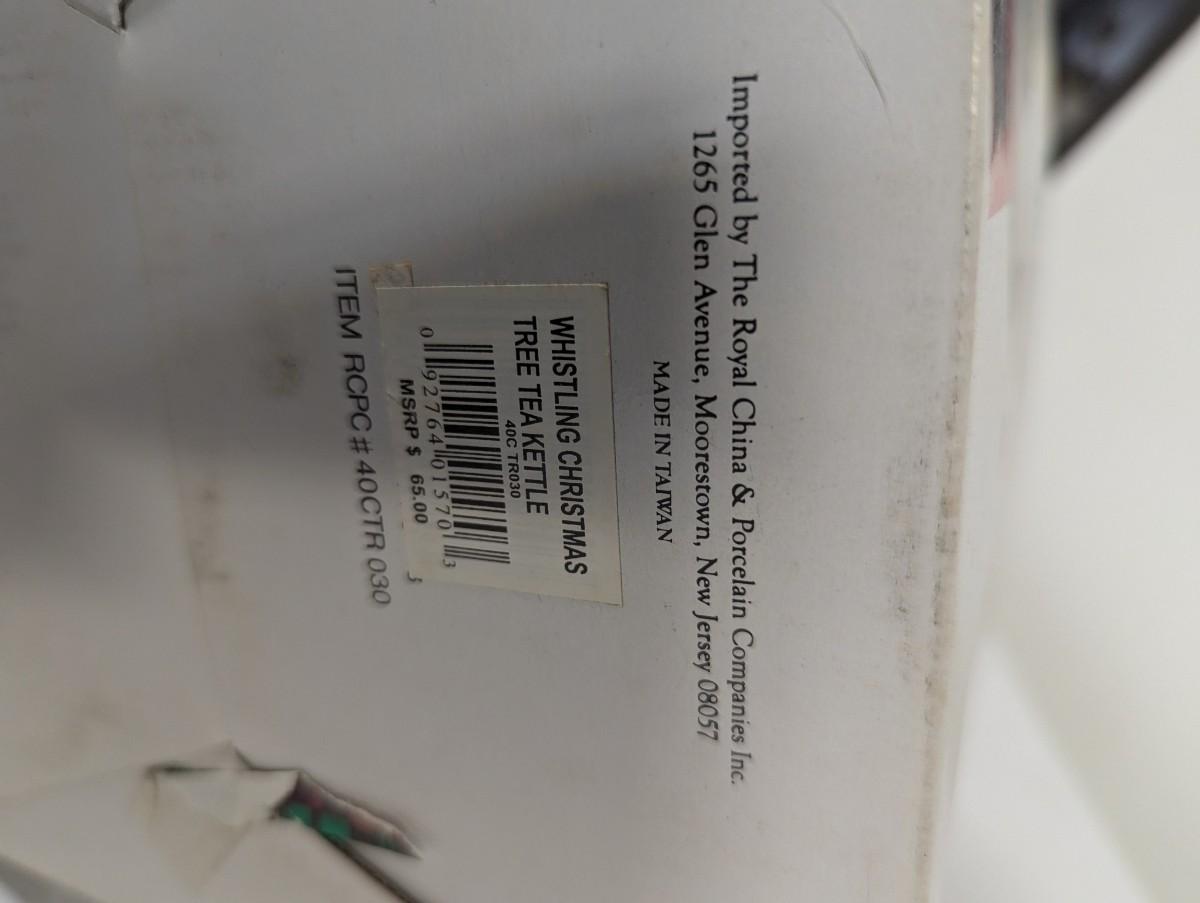 Imported by The Royal China & Porcelain Companies Inc.
1265 Glen Avenue, Moorestown, New Jersey 08057
MADE IN TAIWAN
WHISTLING CHRISTMAS
TREE TEA KETTLE
40C TR030
0 92764 01570 3
MSRP $ 65.00
ITEM RCPC # 40CTR 030